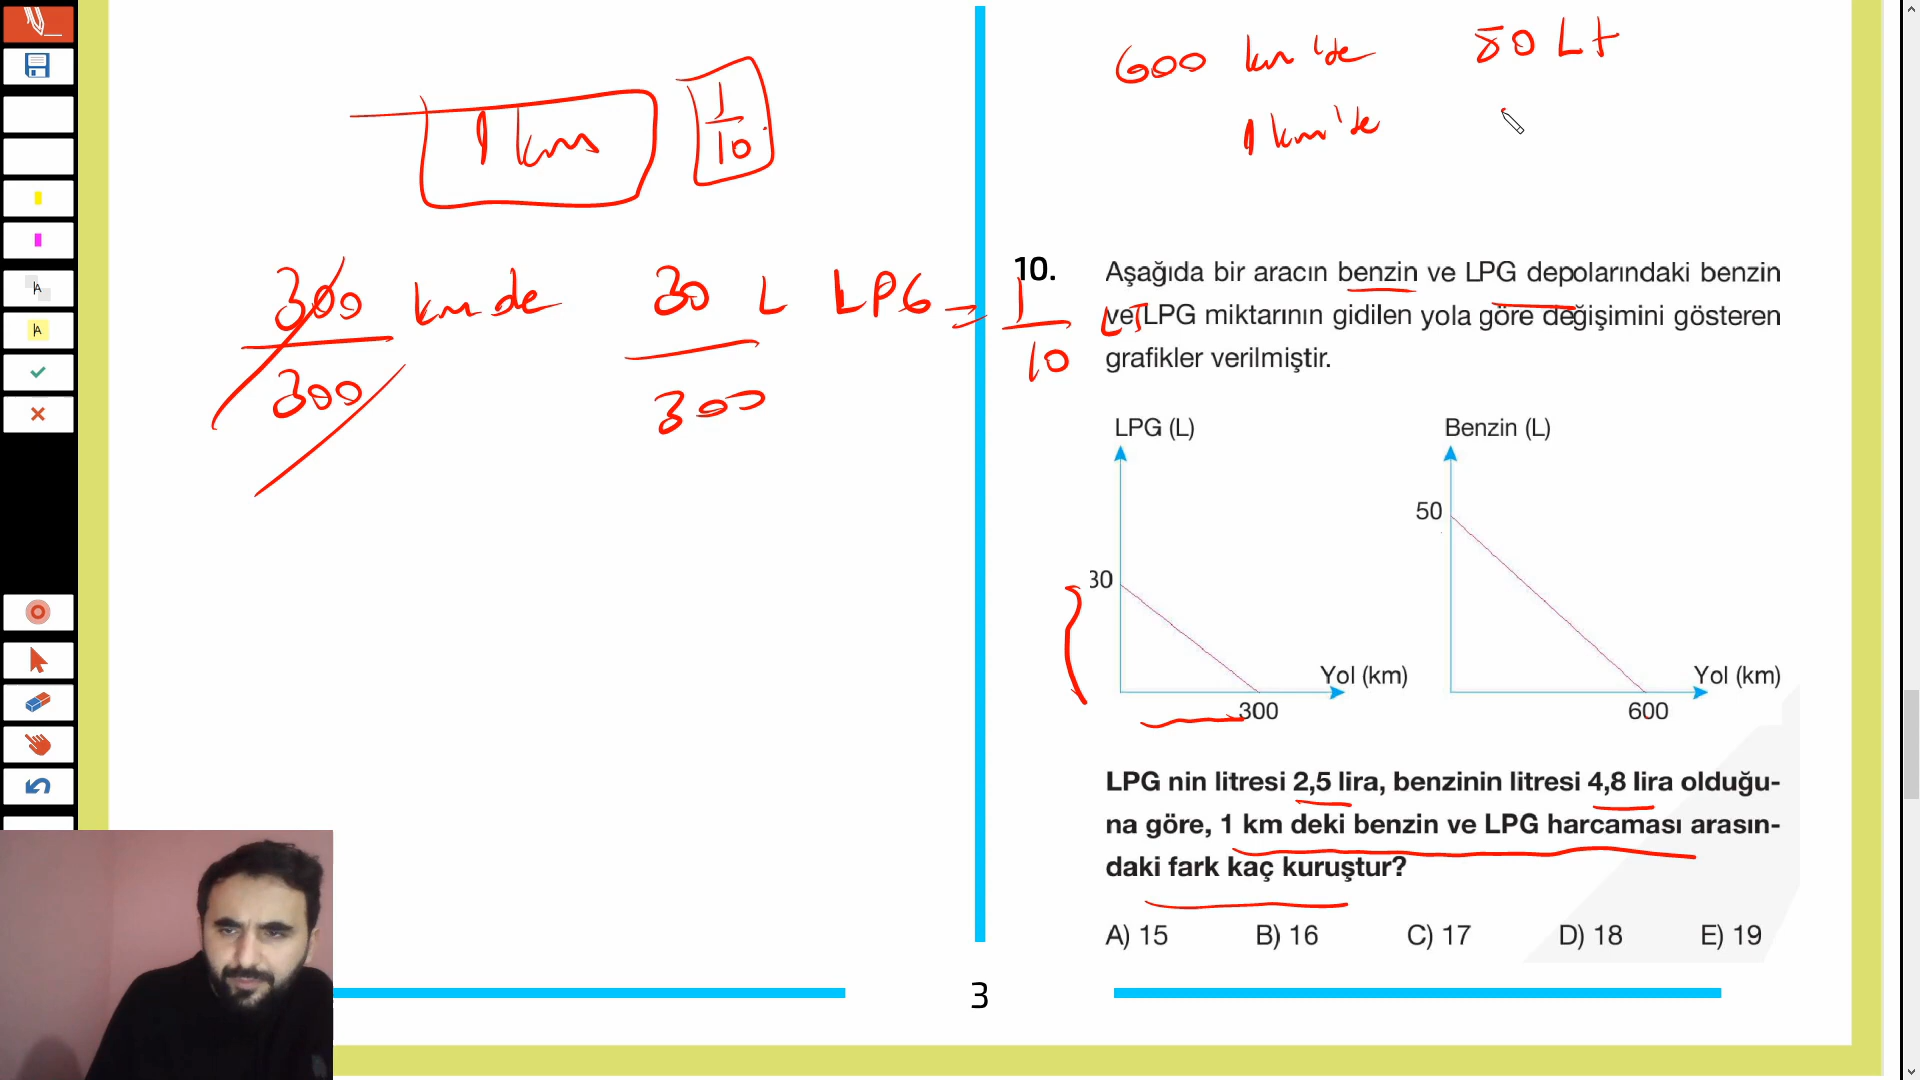 1 km
1
10
300 km de 30 L LPG = 1 LT
300 300 10
3
600 km'de 50 Lt
1 km'de
10.
Aşağıda bir aracın benzin ve LPG depolarındaki benzin
ve LPG miktarının gidilen yola göre değişimini gösteren
grafikler verilmiştir.
LPG (L)
30
Yol (km)
300
Benzin (L)
50
Yol (km)
600
LPG nin litresi 2,5 lira, benzinin litresi 4,8 lira olduğu-
na göre, 1 km deki benzin ve LPG harcaması arasın-
daki fark kaç kuruştur?
A) 15 B) 16 C) 17 D) 18 E) 19